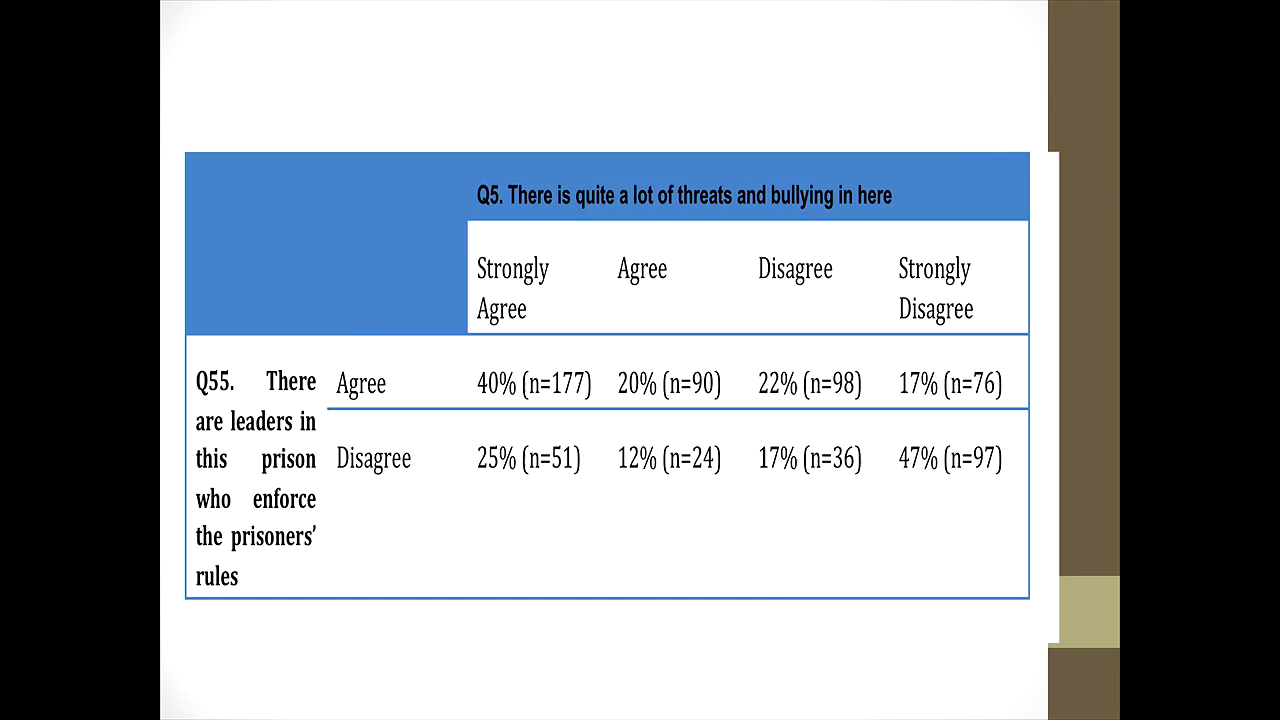 Q5. There is quite a lot of threats and bullying in here
Strongly Agree
Agree
Disagree
Strongly Disagree
Q55. There
are leaders in
this prison
who enforce
the prisoners’
rules
Agree
40% (n=177)
20% (n=90)
22% (n=98)
17% (n=76)
Disagree
25% (n=51)
12% (n=24)
17% (n=36)
47% (n=97)